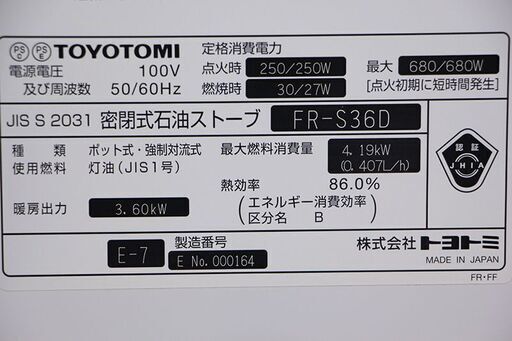 PS C PS E TOYOTOMI
電源電圧 100V
及び周波数 50/60Hz
定格消費電力
点火時 250/250W 最大 680/680W
燃焼時 30/27W [点火初期に短時間発生]
JIS S 2031 密閉式石油ストーブ FR-S36D
種類 ポット式・強制対流式
使用燃料 灯油(JIS1号)
暖房出力 3.60kW
最大燃料消費量 4.19kW
(0.407L/h)
熱効率 86.0%
(エネルギー消費効率
区分名 B)
認証
JHIA
E-7 製造番号
E No.000164
株式会社トヨトミ
MADE IN JAPAN
FR・FF